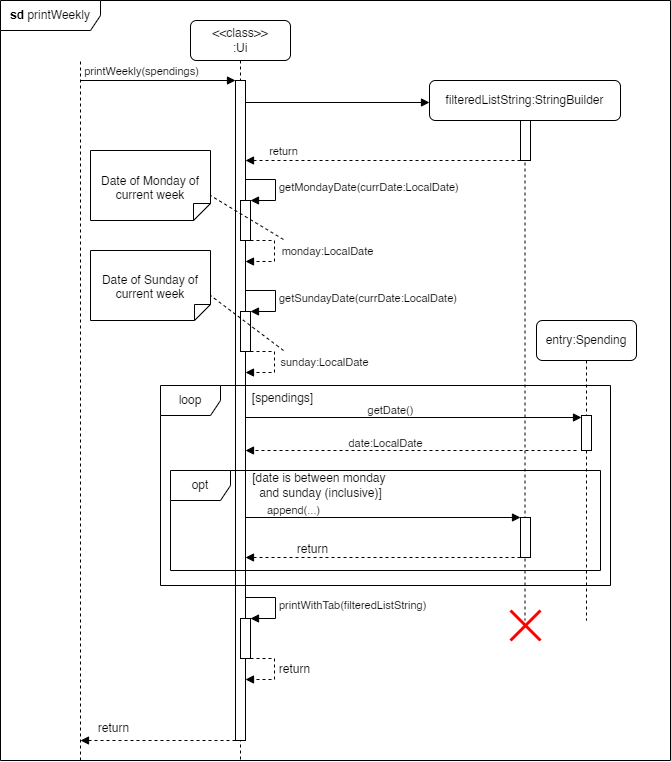 sd printWeekly
<<class>>
:Ui
printWeekly(spendings)
filteredListString:StringBuilder
return
Date of Monday of
current week
getMondayDate(currDate:LocalDate)
monday:LocalDate
Date of Sunday of
current week
getSundayDate(currDate:LocalDate)
entry:Spending
sunday:LocalDate
loop
[spendings]
getDate()
date:LocalDate
opt
[date is between monday
and sunday (inclusive)]
append(...)
return
printWithTab(filteredListString)
return
return